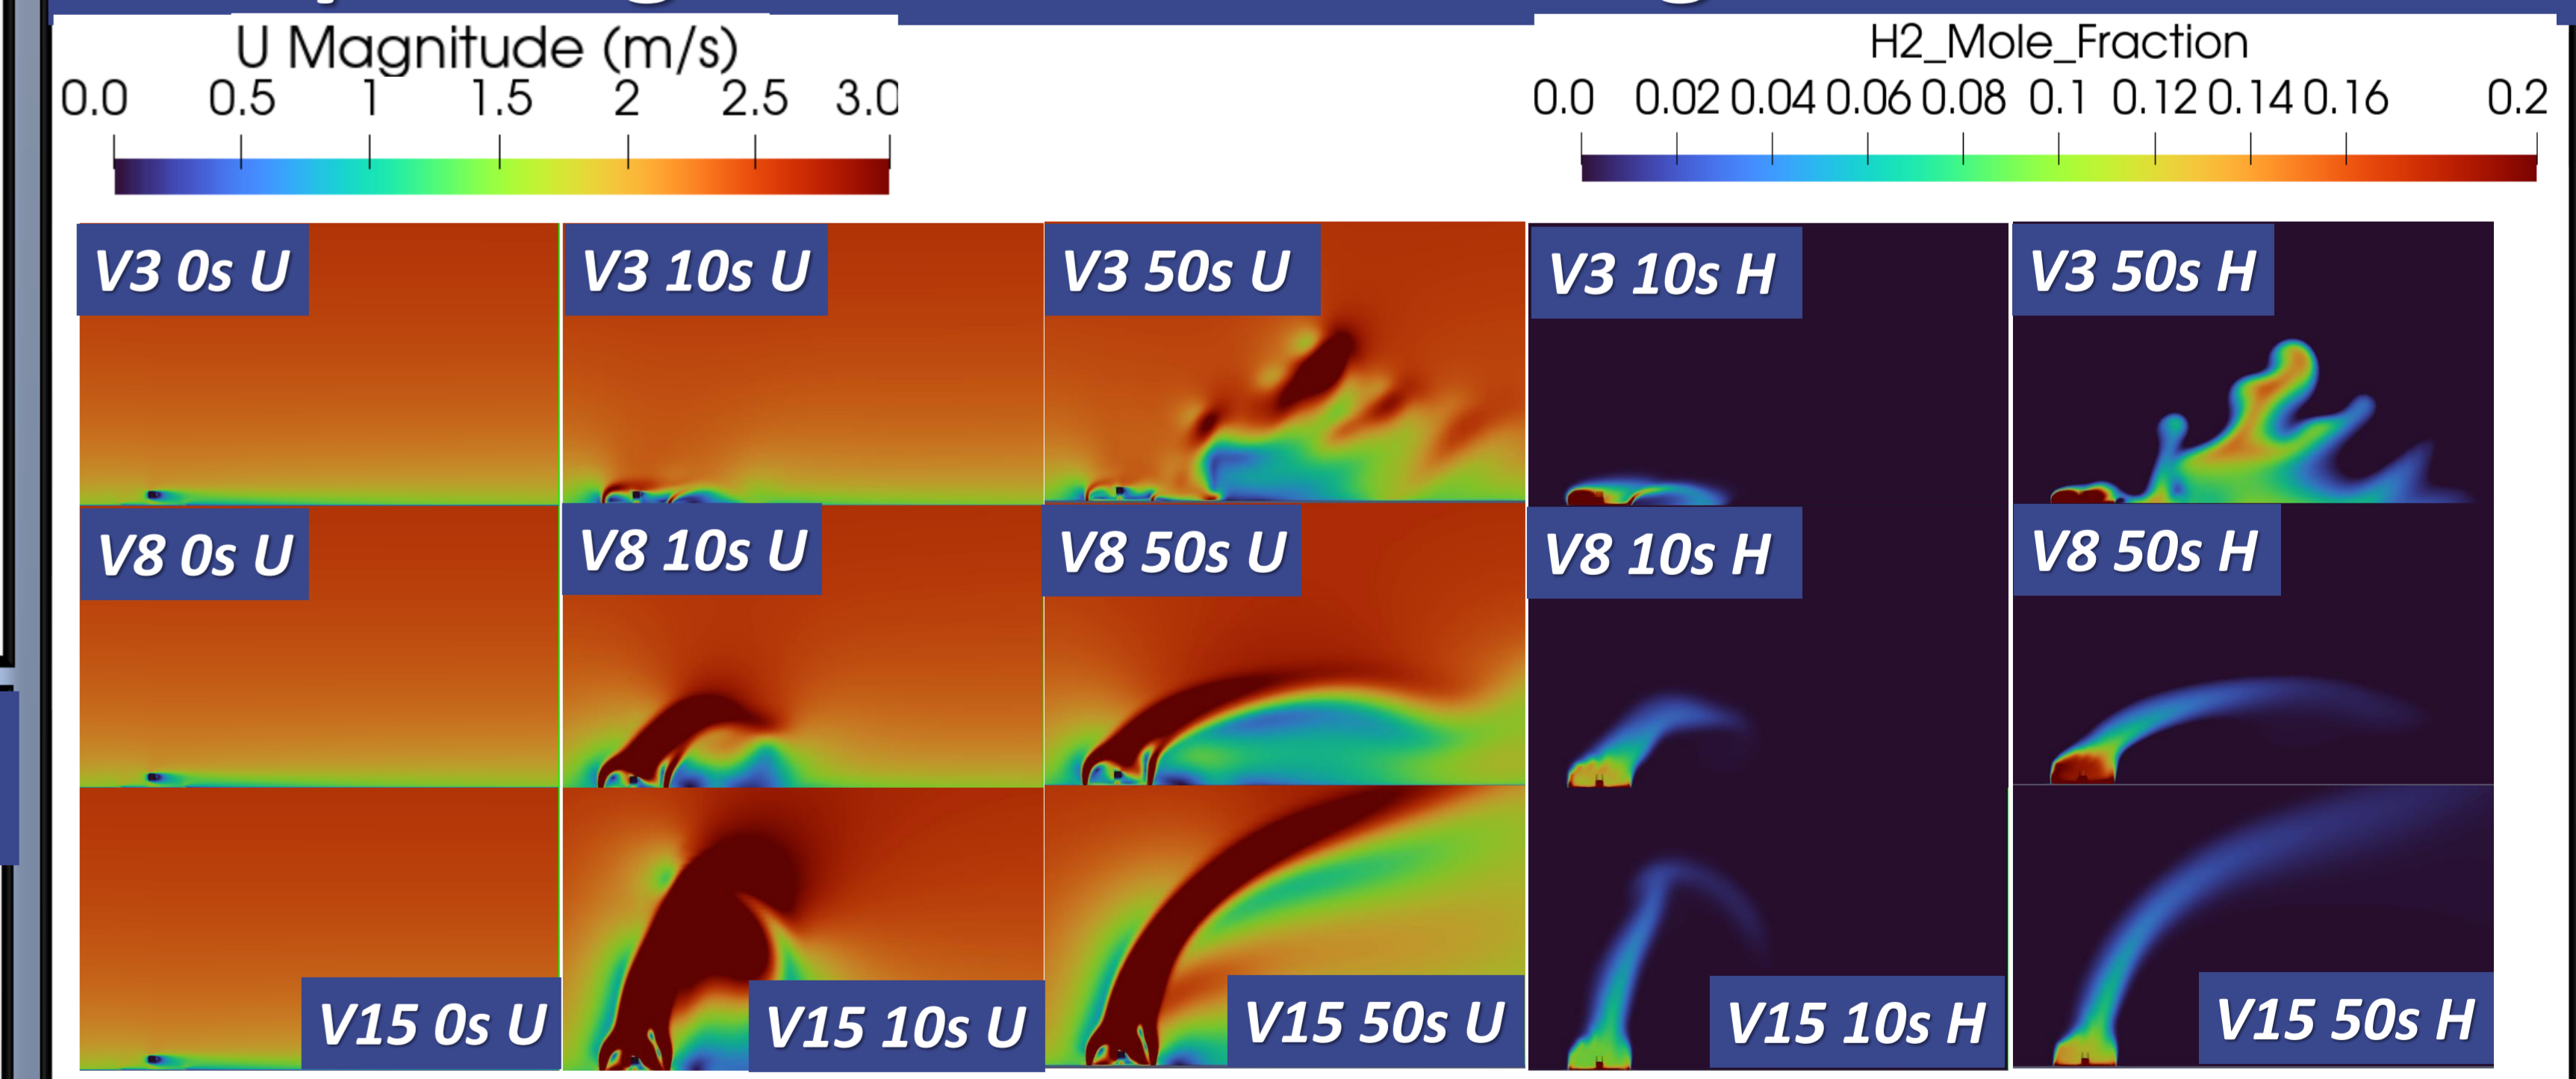 U Magnitude (m/s)
0.0 0.5 1 1.5 2 2.5 3.0
H2_Mole_Fraction
0.0 0.02 0.04 0.06 0.08 0.1 0.12 0.14 0.16 0.2
V3 0s U
V3 10s U
V3 50s U
V3 10s H
V3 50s H
V8 0s U
V8 10s U
V8 50s U
V8 10s H
V8 50s H
V15 0s U
V15 10s U
V15 50s U
V15 10s H
V15 50s H